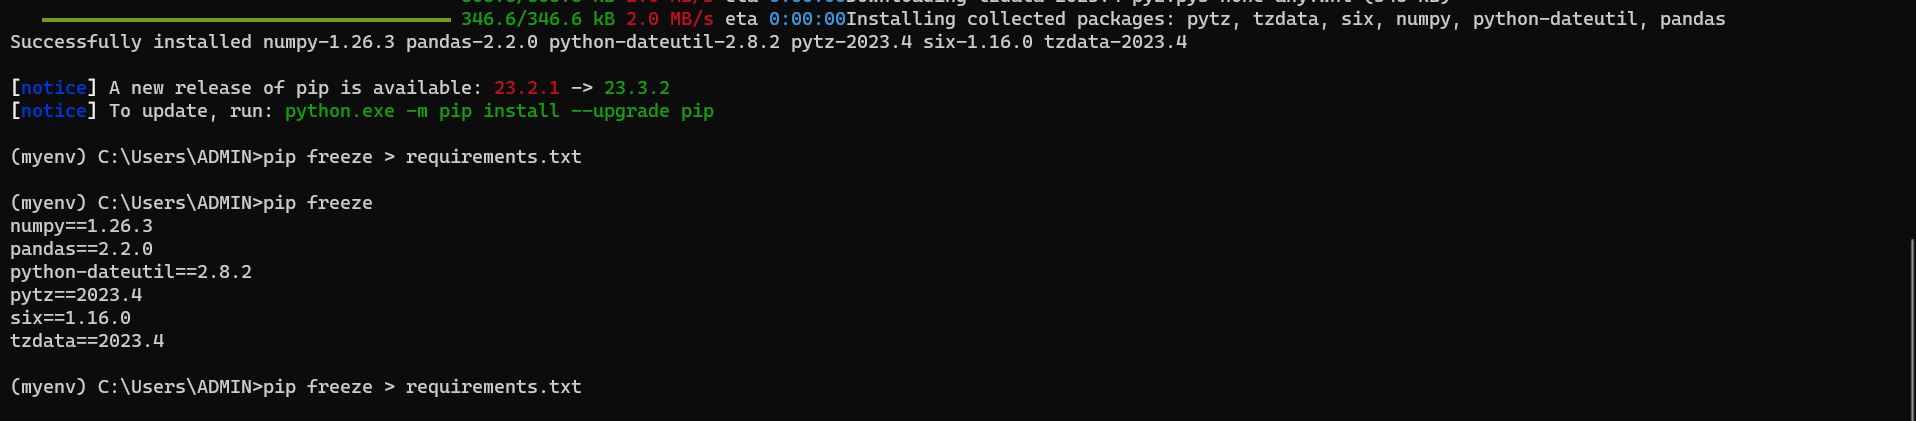 346.6/346.6 kB 2.0 MB/s eta 0:00:00Installing collected packages: pytz, tzdata, six, numpy, python-dateutil, pandas
Successfully installed numpy-1.26.3 pandas-2.2.0 python-dateutil-2.8.2 pytz-2023.4 six-1.16.0 tzdata-2023.4
[notice] A new release of pip is available: 23.2.1 -> 23.3.2
[notice] To update, run: python.exe -m pip install --upgrade pip
(myenv) C:\Users\ADMIN>pip freeze > requirements.txt
(myenv) C:\Users\ADMIN>pip freeze
numpy==1.26.3
pandas==2.2.0
python-dateutil==2.8.2
pytz==2023.4
six==1.16.0
tzdata==2023.4
(myenv) C:\Users\ADMIN>pip freeze > requirements.txt